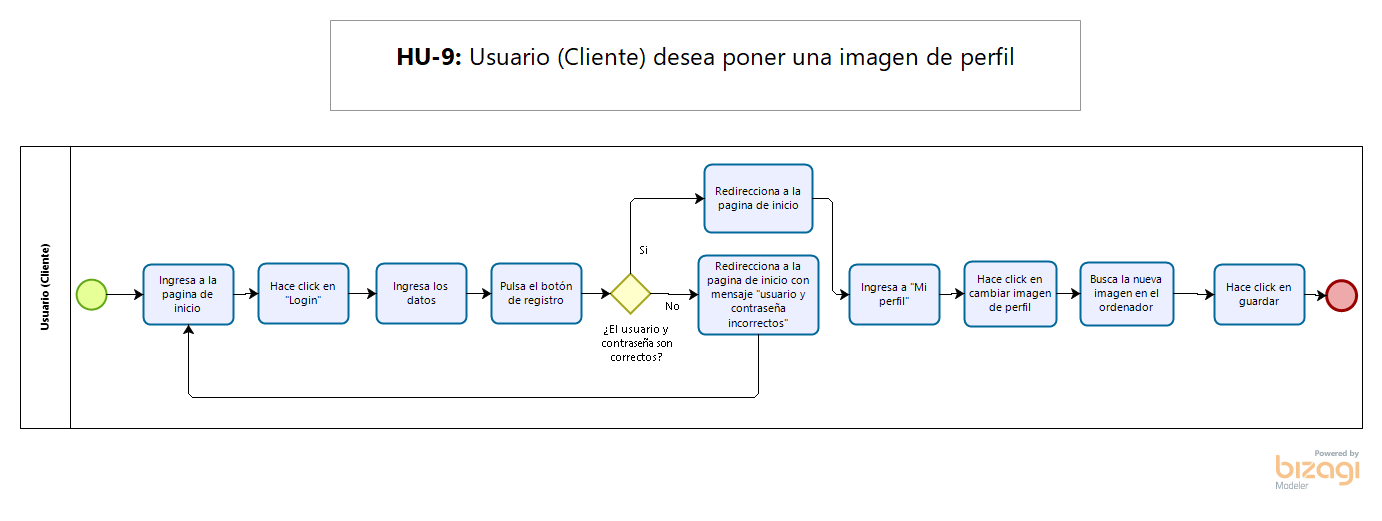 HU-9: Usuario (Cliente) desea poner una imagen de perfil
Usuario (Cliente)
Ingresa a la
pagina de
inicio
Hace click en
"Login"
Ingresa los
datos
Pulsa el botón
de registro
¿El usuario y
contraseña son
correctos?
Si
No
Redirecciona a la
pagina de inicio
Redirecciona a la
pagina de inicio con
mensaje "usuario y
contraseña
incorrectos"
Ingresa a "Mi
perfil"
Hace click en
cambiar imagen
de perfil
Busca la nueva
imagen en el
ordenador
Hace click en
guardar
Powered by
bizagi
Modeler